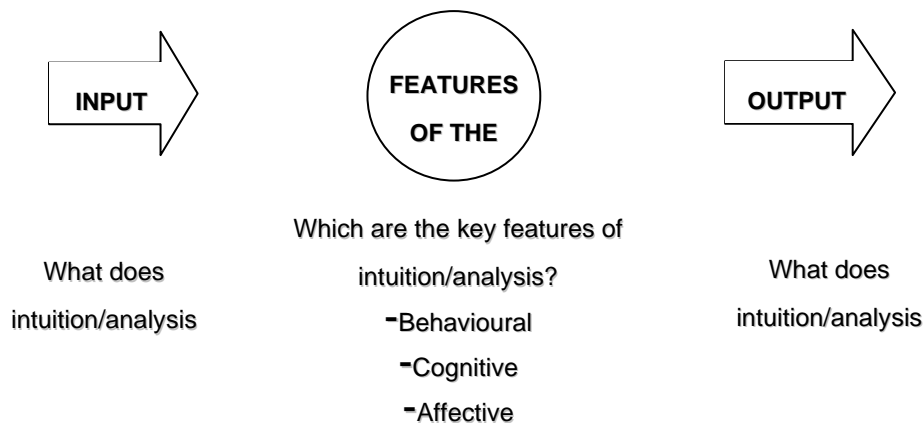 INPUT
FEATURES
OF THE
OUTPUT
What does
intuition/analysis
Which are the key features of
intuition/analysis?
-Behavioural
-Cognitive
-Affective
What does
intuition/analysis